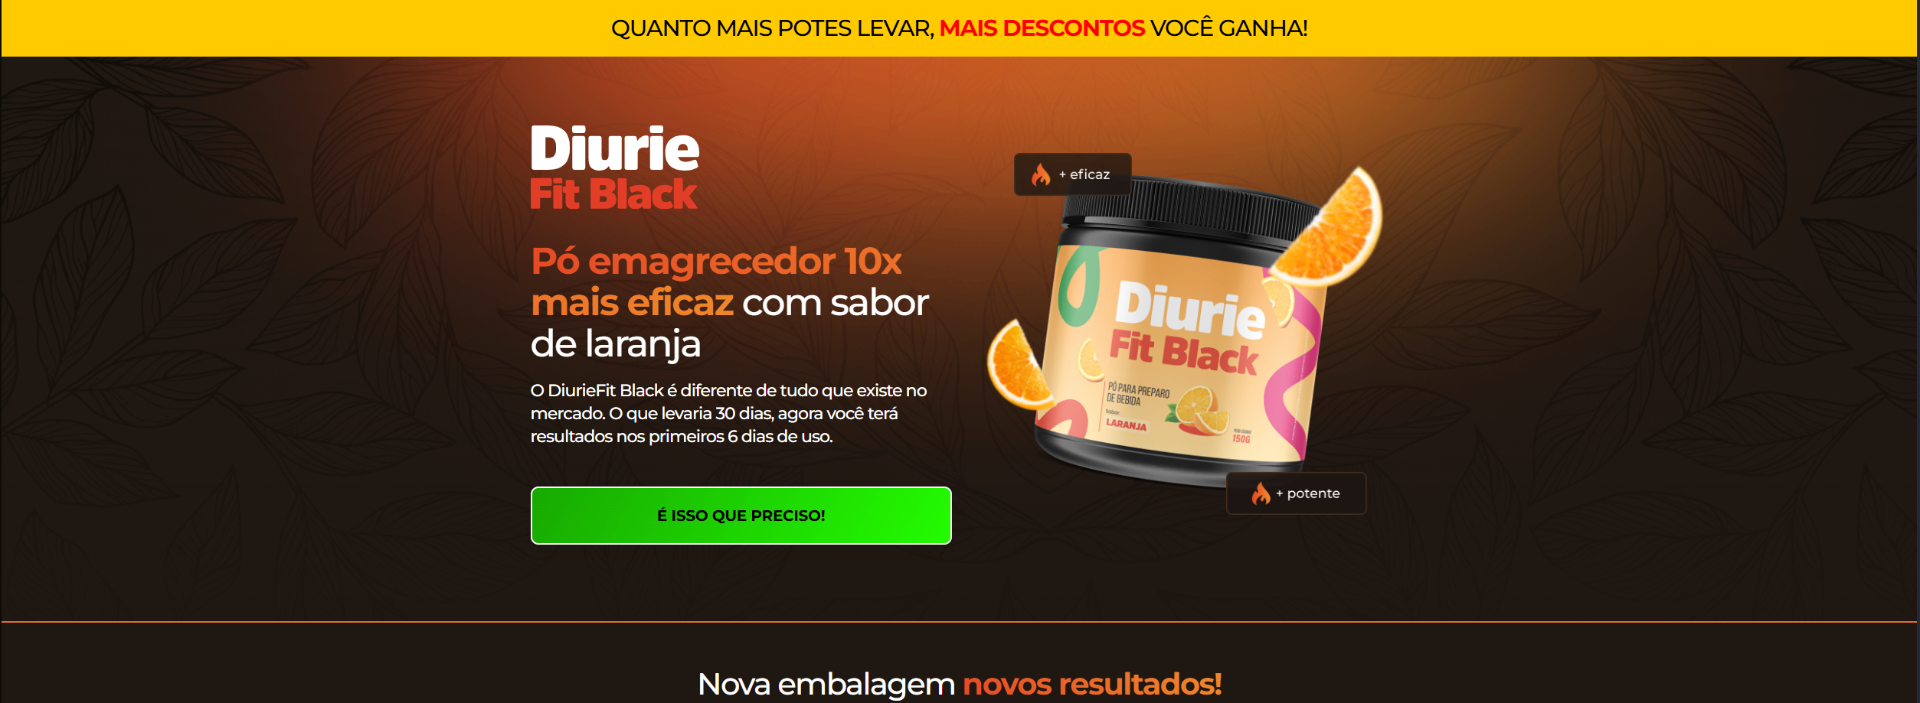 QUANTO MAIS POTES LEVAR, MAIS DESCONTOS VOCÊ GANHA!
Diurie
Fit Black
Pó emagrecedor 10x
mais eficaz com sabor
de laranja
O DiurieFit Black é diferente de tudo que existe no
mercado. O que levaria 30 dias, agora você terá
resultados nos primeiros 6 dias de uso.
É ISSO QUE PRECISO!
+ eficaz
Diurie
Fit Black
PÓ PARA PREPARO
DE BEBIDA
LARANJA
150G
+ potente
Nova embalagem novos resultados!